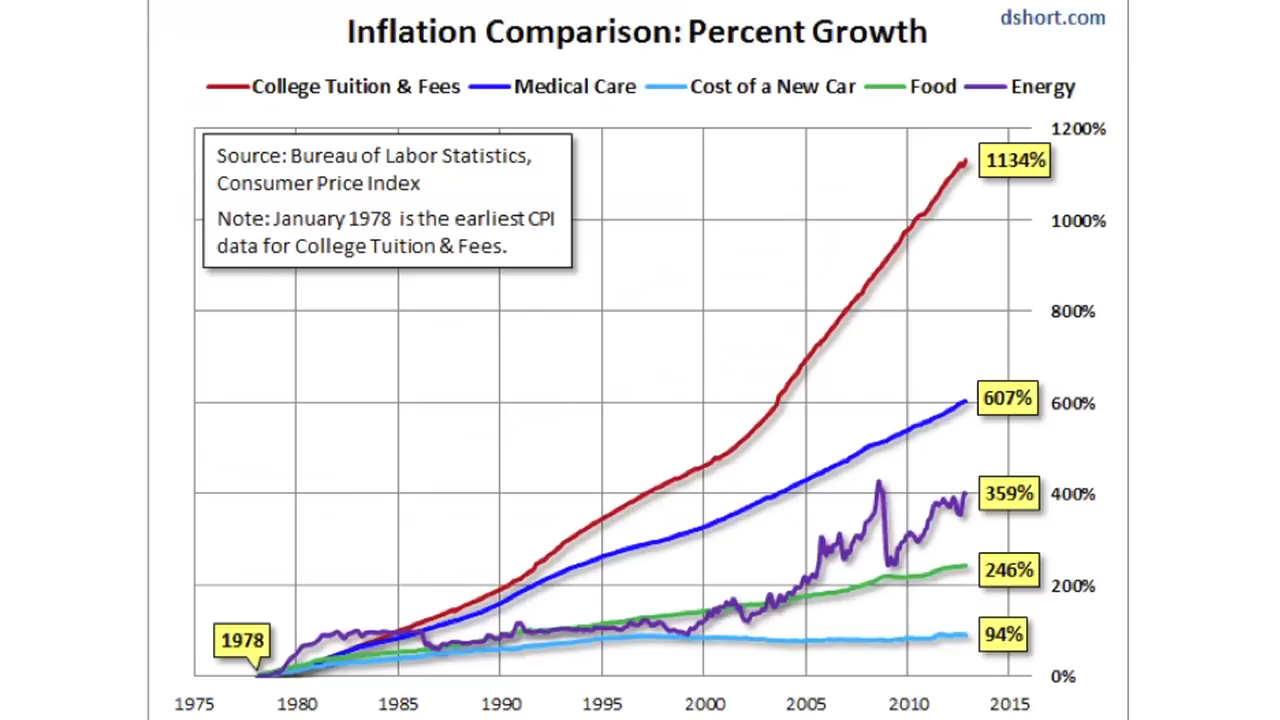 dshort.com
Inflation Comparison: Percent Growth
College Tuition & Fees Medical Care Cost of a New Car Food Energy
Source: Bureau of Labor Statistics,
Consumer Price Index
Note: January 1978 is the earliest CPI
data for College Tuition & Fees.
1200%
1134%
1000%
800%
607%
600%
359%
400%
246%
200%
1978
94%
0%
1975 1980 1985 1990 1995 2000 2005 2010 2015